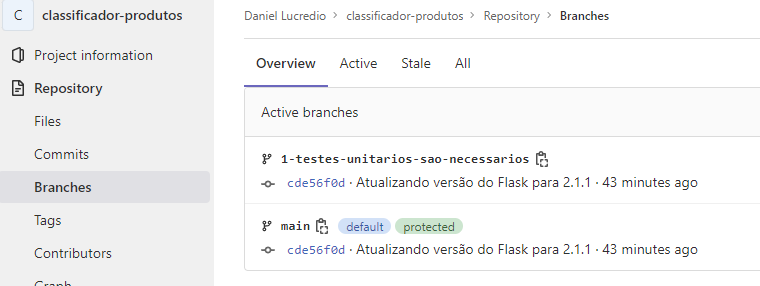 C classificador-produtos
Project information
Repository
Files
Commits
Branches
Tags
Contributors
Graph
Daniel Lucredio > classificador-produtos > Repository > Branches
Overview Active Stale All
Active branches
1-testes-unitarios-sao-necessarios
cde56f0d · Atualizando versão do Flask para 2.1.1 · 43 minutes ago
main default protected
cde56f0d · Atualizando versão do Flask para 2.1.1 · 43 minutes ago